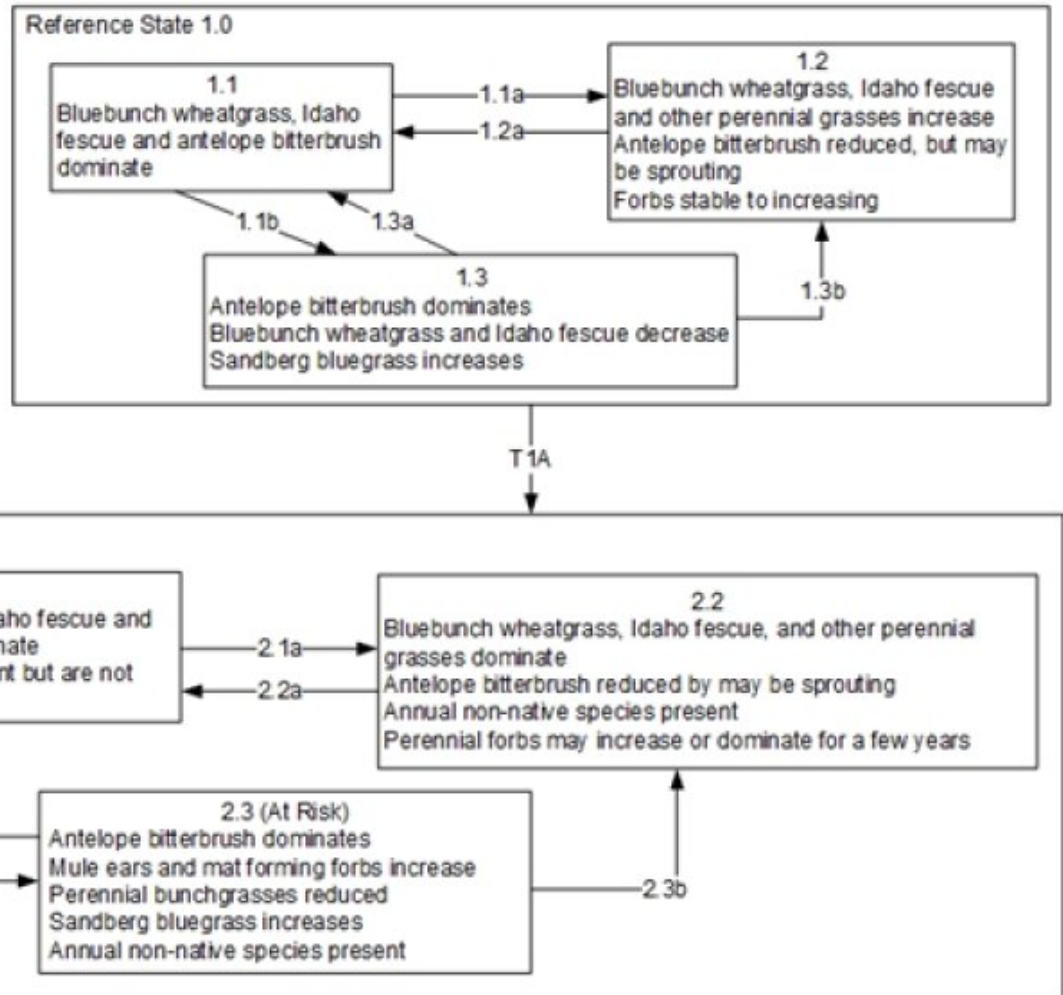 Reference State 1.0
1.1
Bluebunch wheatgrass, Idaho
fescue and antelope bitterbrush
dominate
1.1a
1.2a
1.2
Bluebunch wheatgrass, Idaho fescue
and other perennial grasses increase
Antelope bitterbrush reduced, but may
be sprouting
Forbs stable to increasing
1.1b
1.3a
1.3
Antelope bitterbrush dominates
Bluebunch wheatgrass and Idaho fescue decrease
Sandberg bluegrass increases
1.3b
T1A
fescue and
but are not
2.1a
2.2a
2.2
Bluebunch wheatgrass, Idaho fescue, and other perennial
grasses dominate
Antelope bitterbrush reduced by may be sprouting
Annual non-native species present
Perennial forbs may increase or dominate for a few years
2.3 (At Risk)
Antelope bitterbrush dominates
Mule ears and mat forming forbs increase
Perennial bunchgrasses reduced
Sandberg bluegrass increases
Annual non-native species present
2.3b